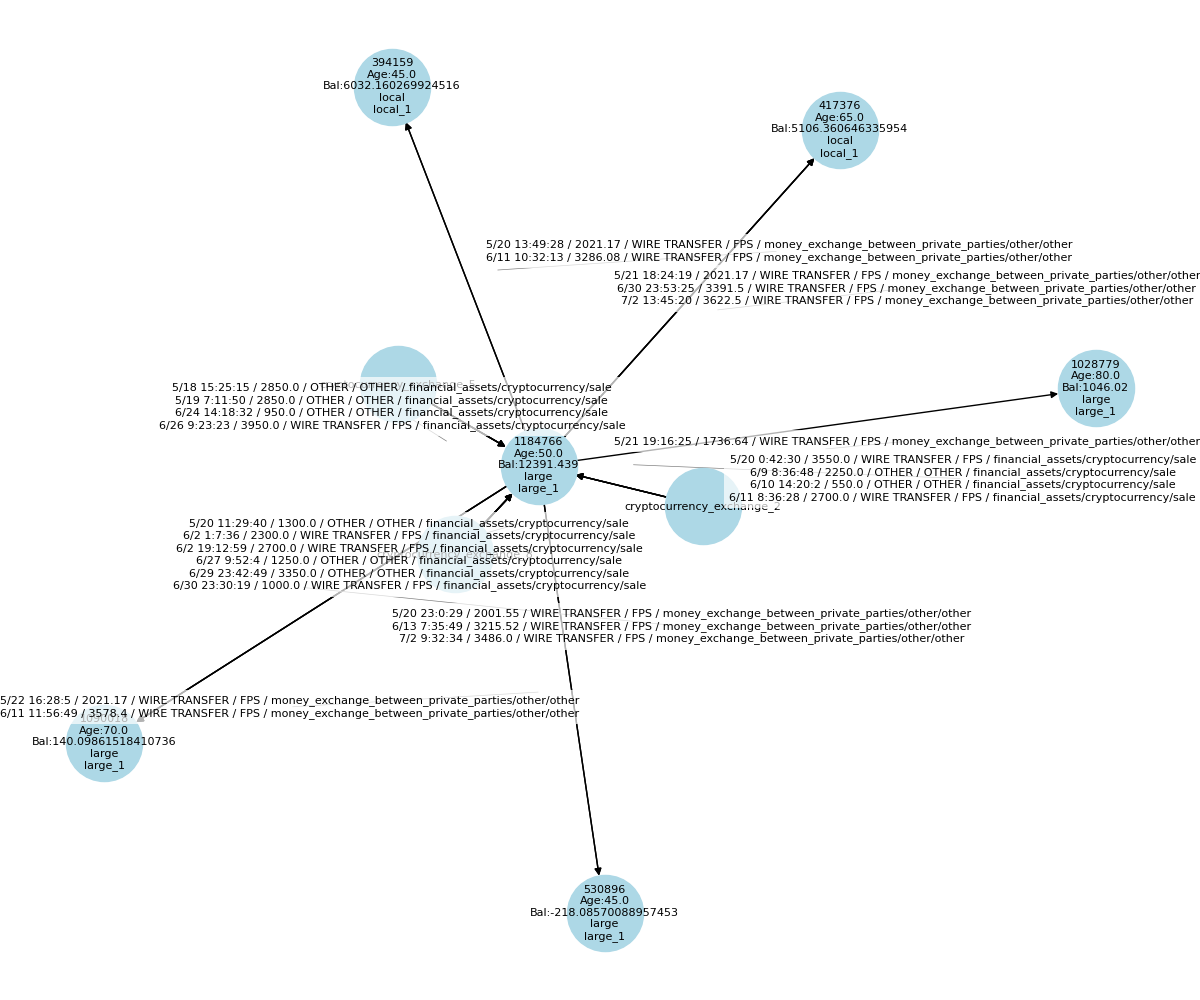 394159
Age:45.0
Bal:6032.160269924516
local
local_1
417376
Age:65.0
Bal:5106.360646335954
local
local_1
5/20 13:49:28 / 2021.17 / WIRE TRANSFER / FPS / money_exchange_between_private_parties/other/other
6/11 10:32:13 / 3286.08 / WIRE TRANSFER / FPS / money_exchange_between_private_parties/other/other
5/21 18:24:19 / 2021.17 / WIRE TRANSFER / FPS / money_exchange_between_private_parties/other/other
6/30 23:53:25 / 3391.5 / WIRE TRANSFER / FPS / money_exchange_between_private_parties/other/other
7/2 13:45:20 / 3622.5 / WIRE TRANSFER / FPS / money_exchange_between_private_parties/other/other
1028779
Age:80.0
Bal:1046.02
large
large_1
5/18 15:25:15 / 2850.0 / OTHER / OTHER / financial_assets/cryptocurrency/sale
5/19 7:11:50 / 2850.0 / OTHER / OTHER / financial_assets/cryptocurrency/sale
6/24 14:18:32 / 950.0 / OTHER / OTHER / financial_assets/cryptocurrency/sale
6/26 9:23:23 / 3950.0 / WIRE TRANSFER / FPS / financial_assets/cryptocurrency/sale
1184766
Age:50.0
Bal:12391.439
large
large_1
5/21 19:16:25 / 1736.64 / WIRE TRANSFER / FPS / money_exchange_between_private_parties/other/other
5/20 0:42:30 / 3550.0 / WIRE TRANSFER / FPS / financial_assets/cryptocurrency/sale
6/9 8:36:48 / 2250.0 / OTHER / OTHER / financial_assets/cryptocurrency/sale
6/10 14:20:2 / 550.0 / OTHER / OTHER / financial_assets/cryptocurrency/sale
6/11 8:36:28 / 2700.0 / WIRE TRANSFER / FPS / financial_assets/cryptocurrency/sale
cryptocurrency_exchange_2
5/20 11:29:40 / 1300.0 / OTHER / OTHER / financial_assets/cryptocurrency/sale
6/2 1:7:36 / 2300.0 / WIRE TRANSFER / FPS / financial_assets/cryptocurrency/sale
6/2 19:12:59 / 2700.0 / WIRE TRANSFER / FPS / financial_assets/cryptocurrency/sale
6/27 9:52:4 / 1250.0 / OTHER / OTHER / financial_assets/cryptocurrency/sale
6/29 23:42:49 / 3350.0 / OTHER / OTHER / financial_assets/cryptocurrency/sale
6/30 23:30:19 / 1000.0 / WIRE TRANSFER / FPS / financial_assets/cryptocurrency/sale
5/20 23:0:29 / 2001.55 / WIRE TRANSFER / FPS / money_exchange_between_private_parties/other/other
6/13 7:35:49 / 3215.52 / WIRE TRANSFER / FPS / money_exchange_between_private_parties/other/other
7/2 9:32:34 / 3486.0 / WIRE TRANSFER / FPS / money_exchange_between_private_parties/other/other
5/22 16:28:5 / 2021.17 / WIRE TRANSFER / FPS / money_exchange_between_private_parties/other/other
6/11 11:56:49 / 3578.4 / WIRE TRANSFER / FPS / money_exchange_between_private_parties/other/other
Age:70.0
Bal:140.09861518410736
large
large_1
530896
Age:45.0
Bal:-218.08570088957453
large
large_1